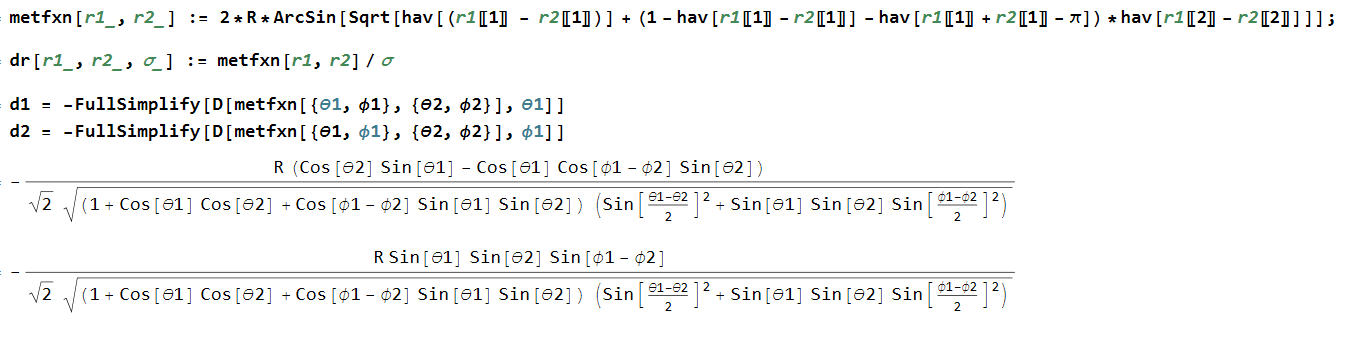 metfxn[r1_, r2_] := 2*R*ArcSin[Sqrt[hav[(r1〚1〛 - r2〚1〛)] + (1 - hav[r1〚1〛 - r2〚1〛] - hav[r1〚1〛 + r2〚1〛 - π]) * hav[r1〚2〛 - r2〚2〛]]];
dr[r1_, r2_, σ_] := metfxn[r1, r2] / σ
d1 = -FullSimplify[D[metfxn[{θ1, ϕ1}, {θ2, ϕ2}], θ1]]
d2 = -FullSimplify[D[metfxn[{θ1, ϕ1}, {θ2, ϕ2}], ϕ1]]
R (Cos[θ2] Sin[θ1] - Cos[θ1] Cos[ϕ1 - ϕ2] Sin[θ2])
-
√2 √(1 + Cos[θ1] Cos[θ2] + Cos[ϕ1 - ϕ2] Sin[θ1] Sin[θ2]) (Sin[(θ1-θ2)/2]² + Sin[θ1] Sin[θ2] Sin[(ϕ1-ϕ2)/2]²)
R Sin[θ1] Sin[θ2] Sin[ϕ1 - ϕ2]
-
√2 √(1 + Cos[θ1] Cos[θ2] + Cos[ϕ1 - ϕ2] Sin[θ1] Sin[θ2]) (Sin[(θ1-θ2)/2]² + Sin[θ1] Sin[θ2] Sin[(ϕ1-ϕ2)/2]²)